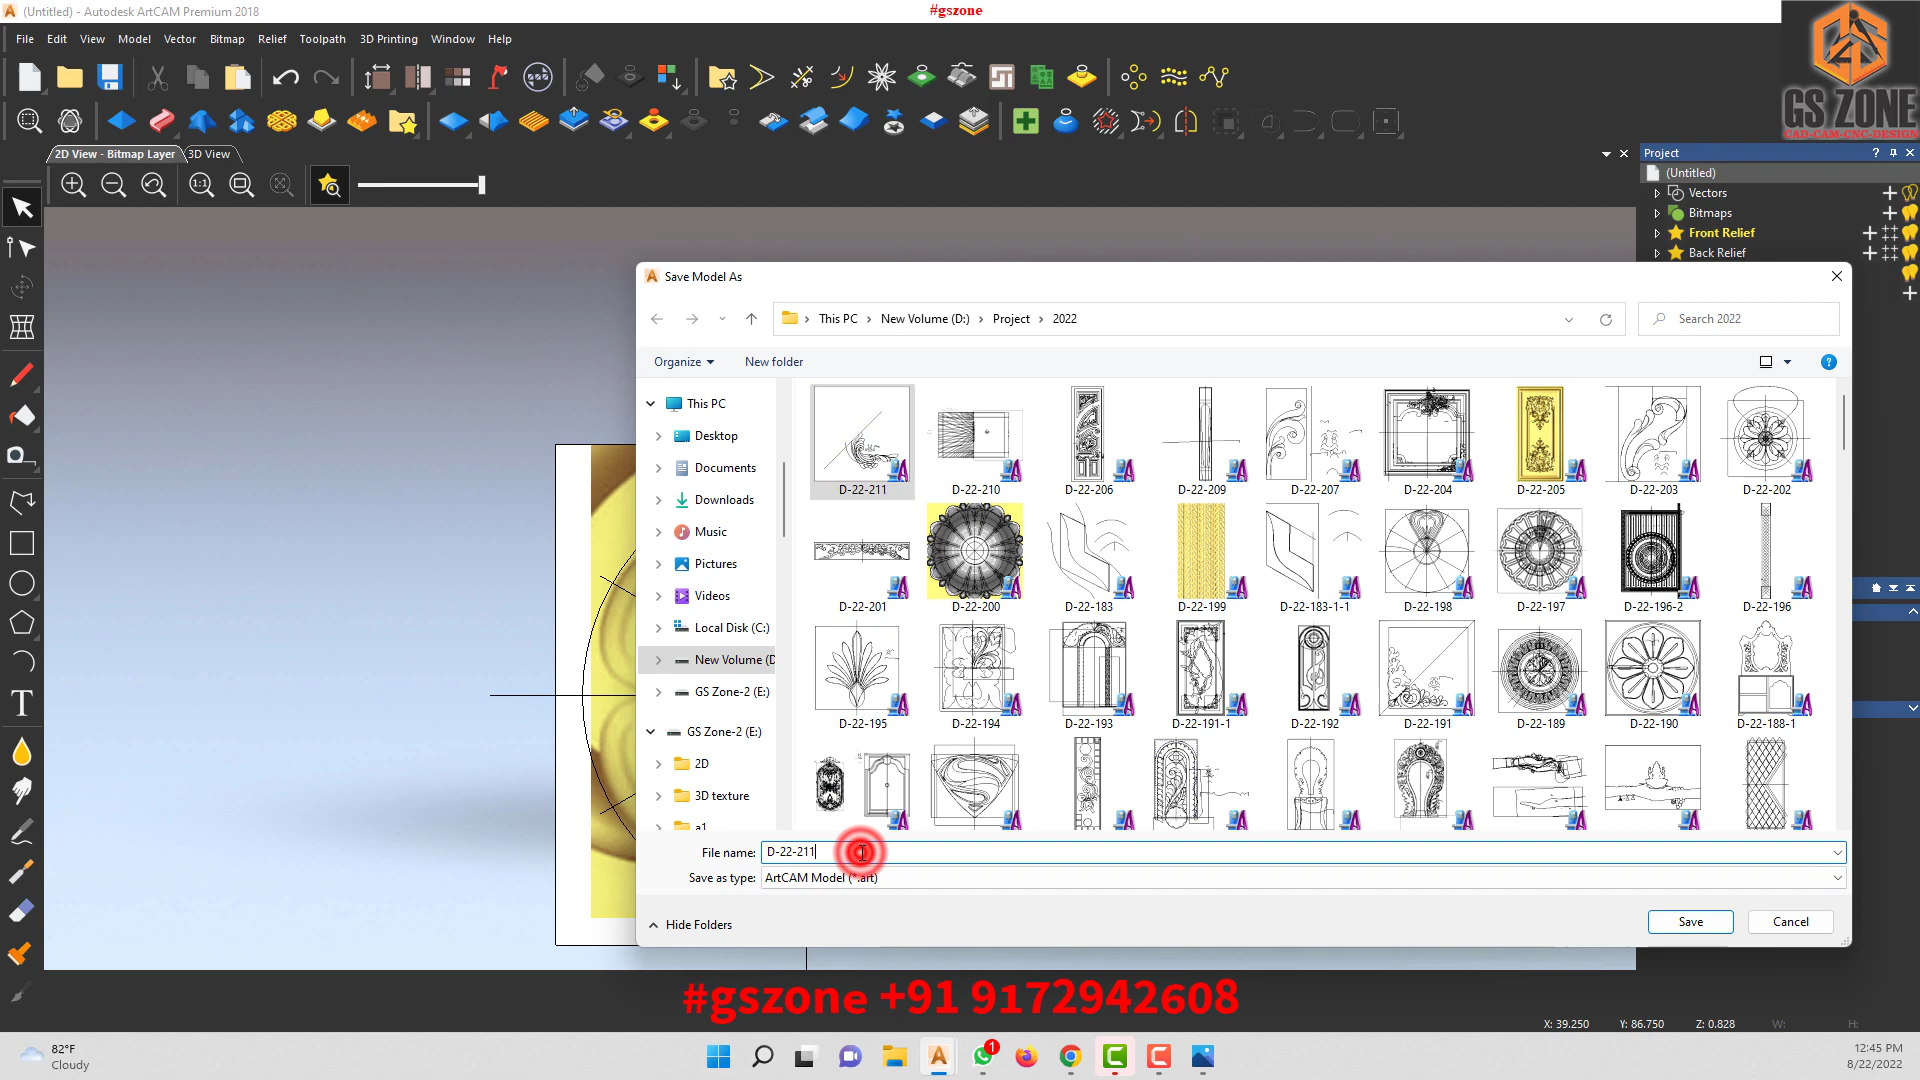 (Untitled) - Autodesk ArtCAM Premium 2018
#gszone
File Edit View Model Vector Bitmap Relief Toolpath 3D Printing Window Help
GS ZONE
CAD-CAM-CNC-DESIGN
2D View - Bitmap Layer 3D View
Project
(Untitled)
Vectors
Bitmaps
Front Relief
Back Relief
1:1
Save Model As
This PC › New Volume (D:) › Project › 2022
Search 2022
Organize New folder
This PC
Desktop
Documents
Downloads
Music
Pictures
Videos
Local Disk (C:)
New Volume (D
GS Zone-2 (E:)
GS Zone-2 (E:)
2D
3D texture
a1
D-22-211 D-22-210 D-22-206 D-22-209 D-22-207 D-22-204 D-22-205 D-22-203 D-22-202
D-22-201 D-22-200 D-22-183 D-22-199 D-22-183-1-1 D-22-198 D-22-197 D-22-196-2 D-22-196
D-22-195 D-22-194 D-22-193 D-22-191-1 D-22-192 D-22-191 D-22-189 D-22-190 D-22-188-1
File name: D-22-211
Save as type: ArtCAM Model (*.art)
Hide Folders
Save Cancel
#gszone +91 9172942608
X: 39.250 Y: 86.750 Z: 0.828 W: H:
82°F
Cloudy
1
12:45 PM
8/22/2022